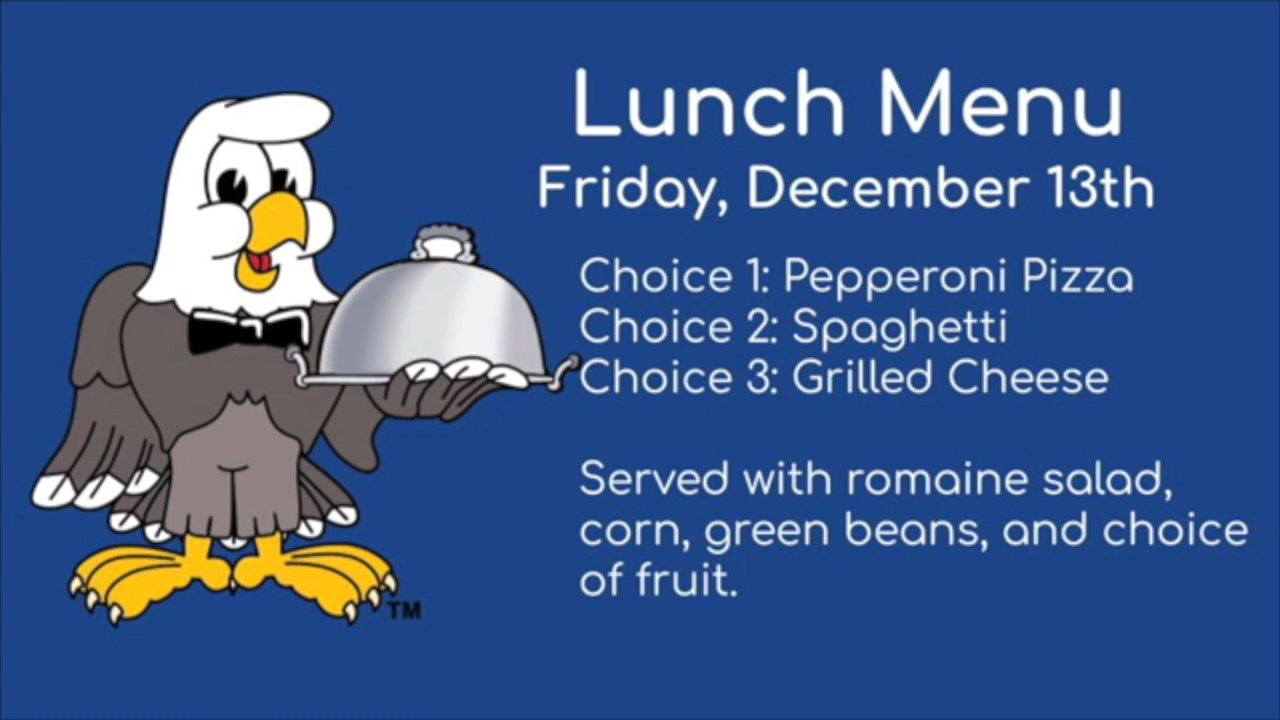 Lunch Menu
Friday, December 13th
Choice 1: Pepperoni Pizza
Choice 2: Spaghetti
Choice 3: Grilled Cheese
Served with romaine salad,
corn, green beans, and choice
of fruit.
TM